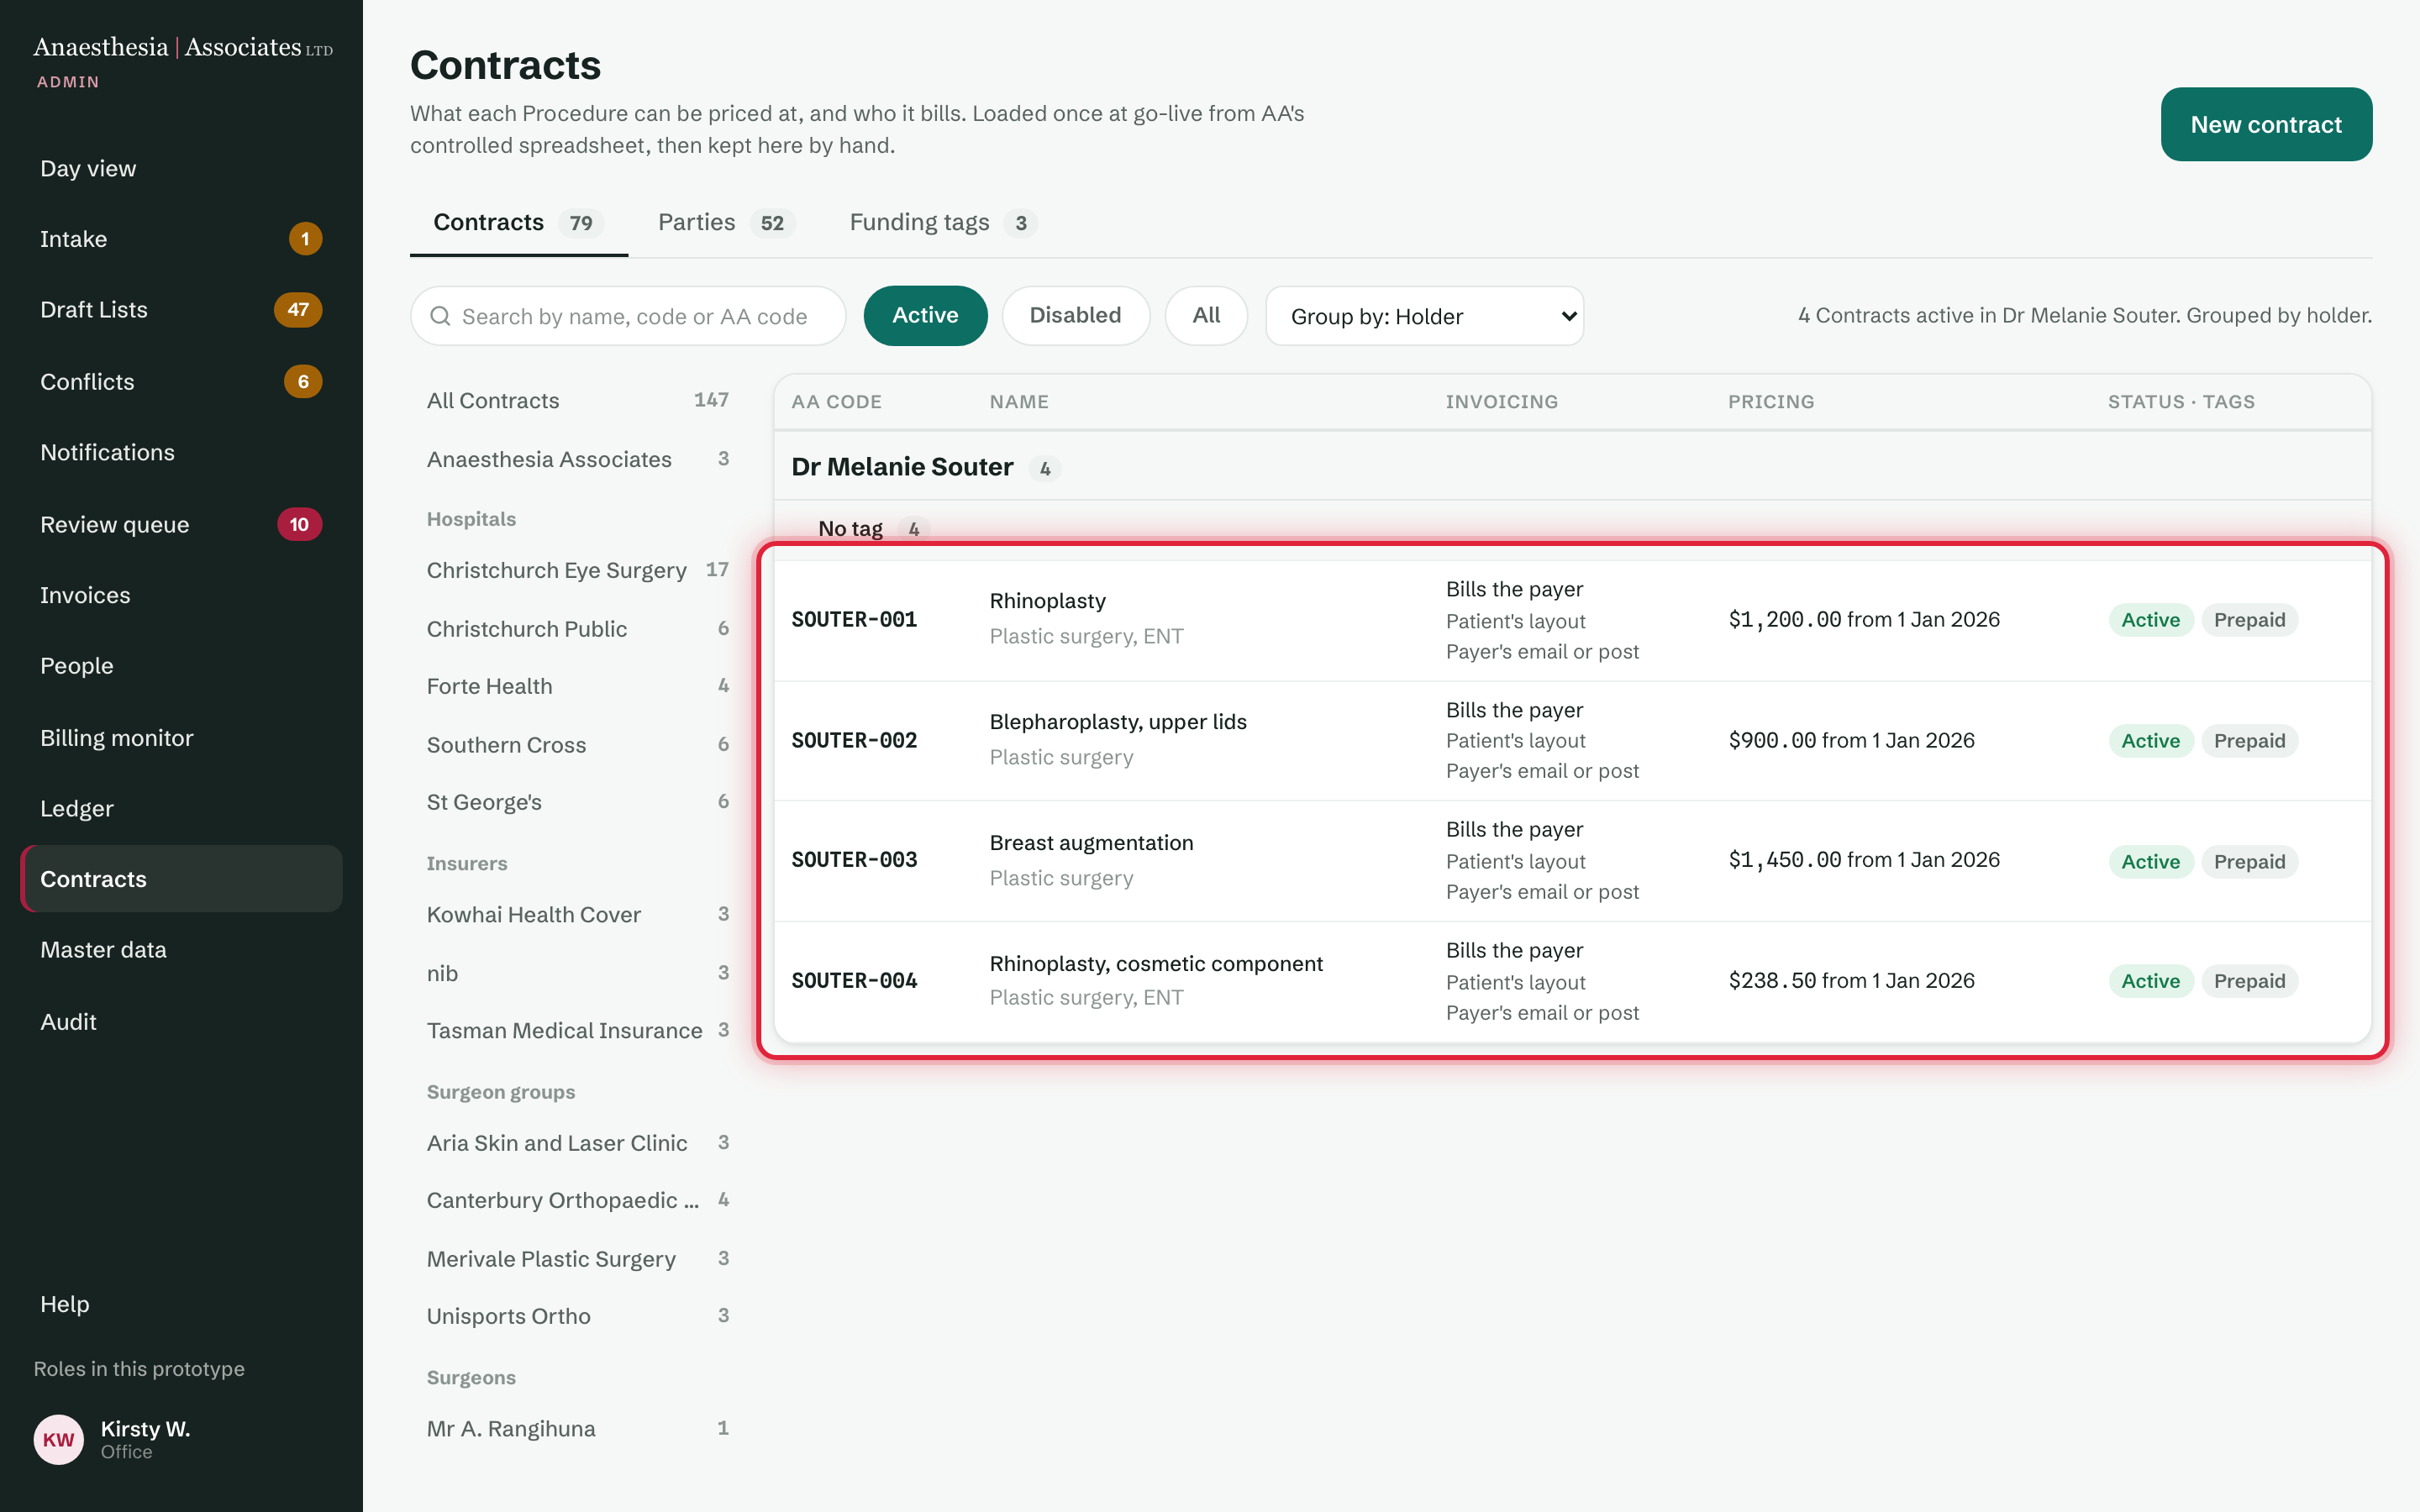 Anaesthesia | Associates LTD
ADMIN
Day view
Intake 1
Draft Lists 47
Conflicts 6
Notifications
Review queue 10
Invoices
People
Billing monitor
Ledger
Contracts
Master data
Audit
Help
Roles in this prototype
KW
Kirsty W.
Office
Contracts
What each Procedure can be priced at, and who it bills. Loaded once at go-live from AA's
controlled spreadsheet, then kept here by hand.
New contract
Contracts 79 Parties 52 Funding tags 3
Search by name, code or AA code Active Disabled All Group by: Holder 4 Contracts active in Dr Melanie Souter. Grouped by holder.
All Contracts 147
Anaesthesia Associates 3
Hospitals
Christchurch Eye Surgery 17
Christchurch Public 6
Forte Health 4
Southern Cross 6
St George's 6
Insurers
Kowhai Health Cover 3
nib 3
Tasman Medical Insurance 3
Surgeon groups
Aria Skin and Laser Clinic 3
Canterbury Orthopaedic ... 4
Merivale Plastic Surgery 3
Unisports Ortho 3
Surgeons
Mr A. Rangihuna 1
AA CODE NAME INVOICING PRICING STATUS · TAGS
Dr Melanie Souter 4
No tag 4
SOUTER-001
Rhinoplasty
Plastic surgery, ENT
Bills the payer
Patient's layout
Payer's email or post
$1,200.00 from 1 Jan 2026
Active Prepaid
SOUTER-002
Blepharoplasty, upper lids
Plastic surgery
Bills the payer
Patient's layout
Payer's email or post
$900.00 from 1 Jan 2026
Active Prepaid
SOUTER-003
Breast augmentation
Plastic surgery
Bills the payer
Patient's layout
Payer's email or post
$1,450.00 from 1 Jan 2026
Active Prepaid
SOUTER-004
Rhinoplasty, cosmetic component
Plastic surgery, ENT
Bills the payer
Patient's layout
Payer's email or post
$238.50 from 1 Jan 2026
Active Prepaid